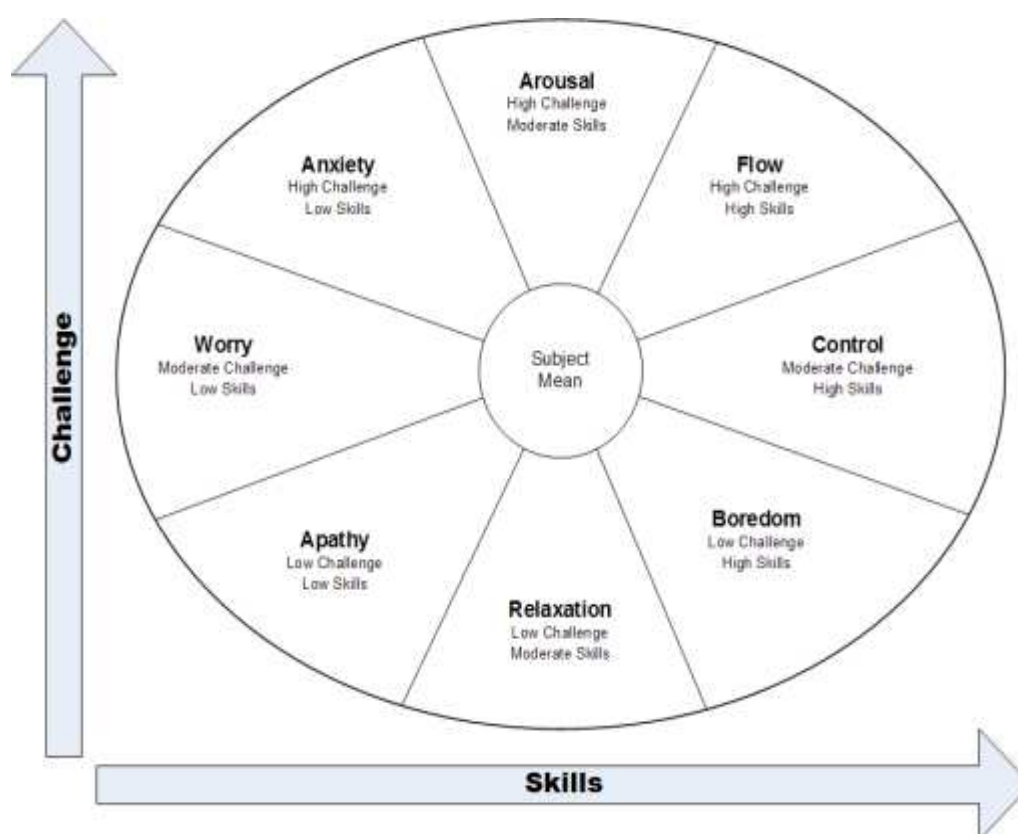 Arousal
High Challenge
Moderate Skills
Anxiety
High Challenge
Low Skills
Flow
High Challenge
High Skills
Worry
Moderate Challenge
Low Skills
Subject
Mean
Control
Moderate Challenge
High Skills
Apathy
Low Challenge
Low Skills
Boredom
Low Challenge
High Skills
Relaxation
Low Challenge
Moderate Skills
Challenge
Skills